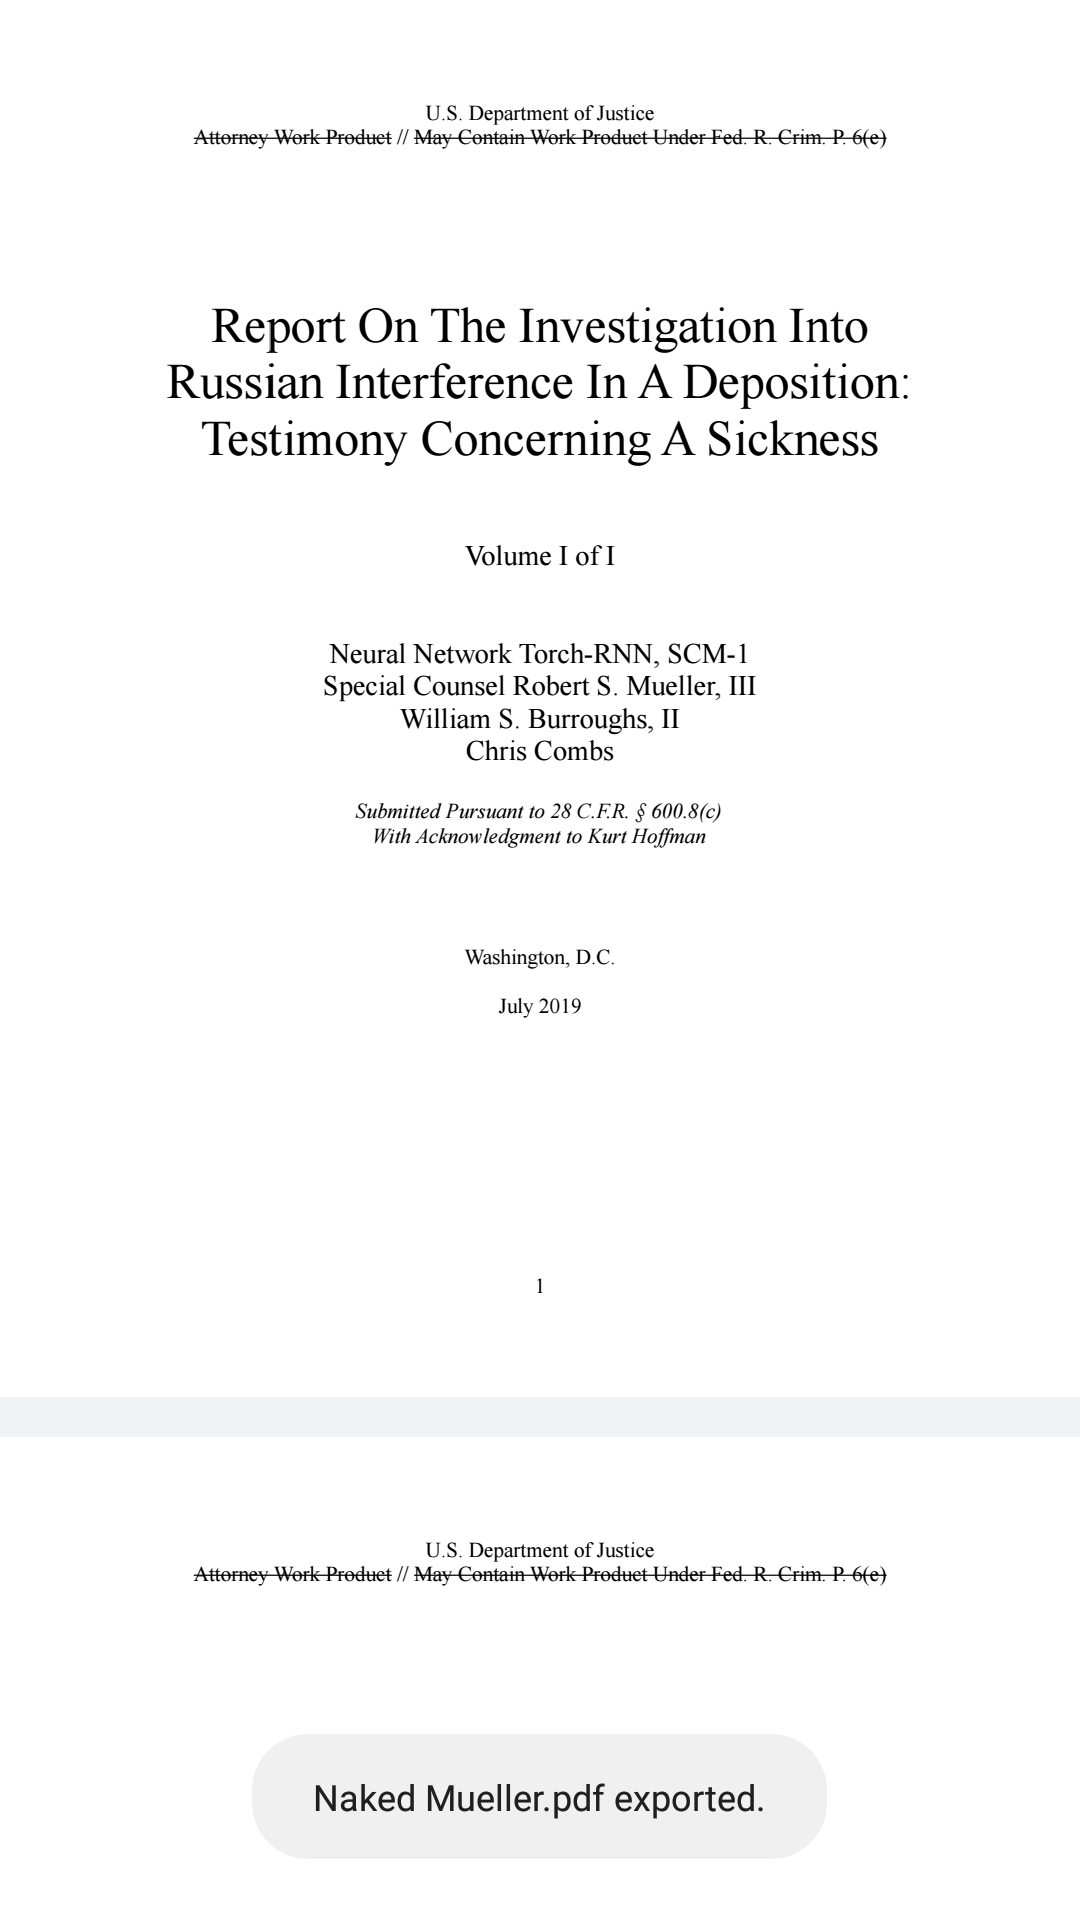 U.S. Department of Justice
Attorney Work Product // May Contain Work Product Under Fed. R. Crim. P. 6(e)
Report On The Investigation Into
Russian Interference In A Deposition:
Testimony Concerning A Sickness
Volume I of I
Neural Network Torch-RNN, SCM-1
Special Counsel Robert S. Mueller, III
William S. Burroughs, II
Chris Combs
Submitted Pursuant to 28 C.F.R. § 600.8(c)
With Acknowledgment to Kurt Hoffman
Washington, D.C.
July 2019
1
U.S. Department of Justice
Attorney Work Product // May Contain Work Product Under Fed. R. Crim. P. 6(e)
Naked Mueller.pdf exported.